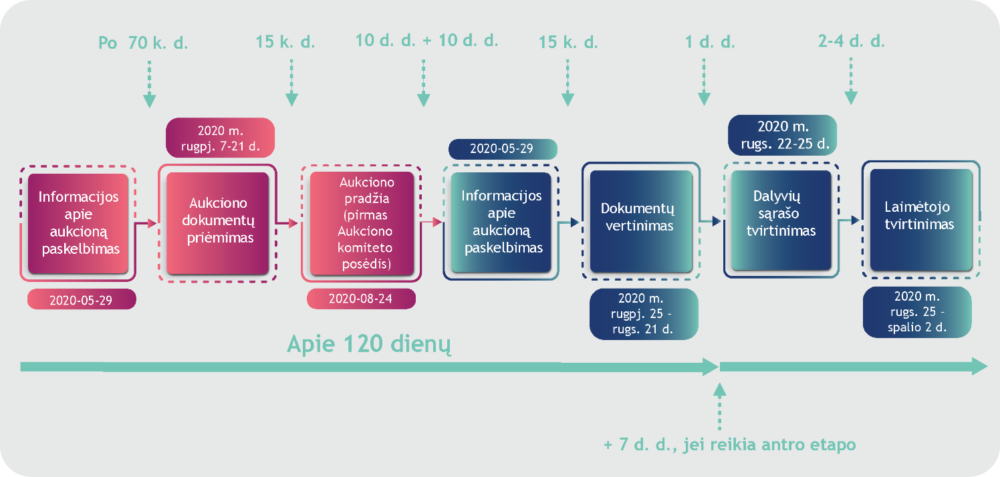 Po 70 k. d.
15 k. d.
10 d. d. + 10 d. d.
15 k. d.
1 d. d.
2-4 d. d.
Informacijos
apie
aukcioną
paskelbimas
2020-05-29
2020 m.
rugpj. 7-21 d.
Aukciono
dokumentų
priėmimas
Aukciono
pradžia
(pirmas
Aukciono
komiteto
posėdis)
2020-08-24
2020-05-29
Informacijos
apie
aukcioną
paskelbimas
Dokumentų
vertinimas
2020 m.
rugpj. 25 –
rugs. 21 d.
2020 m.
rugs. 22-25 d.
Dalyvių
sąrašo
tvirtinimas
Laimėtojo
tvirtinimas
2020 m.
rugs. 25 –
spalio 2 d.
Apie 120 dienų
+ 7 d. d., jei reikia antro etapo